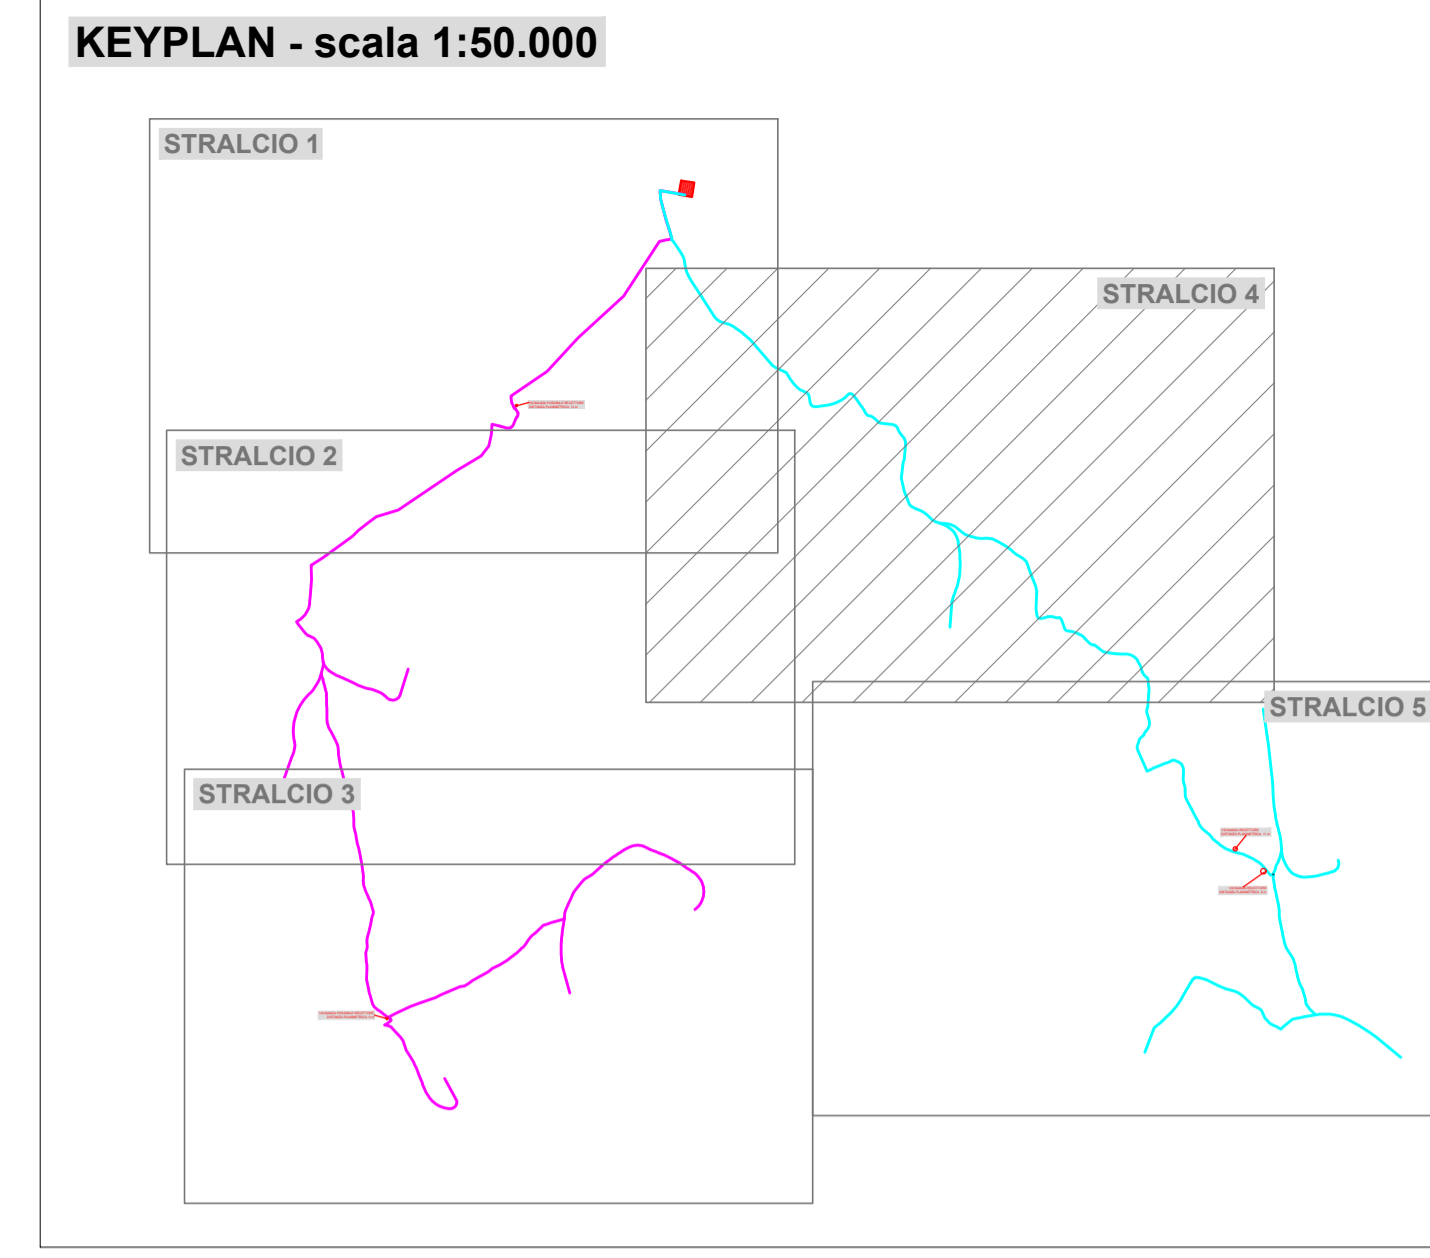 KEYPLAN - scala 1:50.000
STRALCIO 1
STRALCIO 4
STRALCIO 2
STRALCIO 5
STRALCIO 3